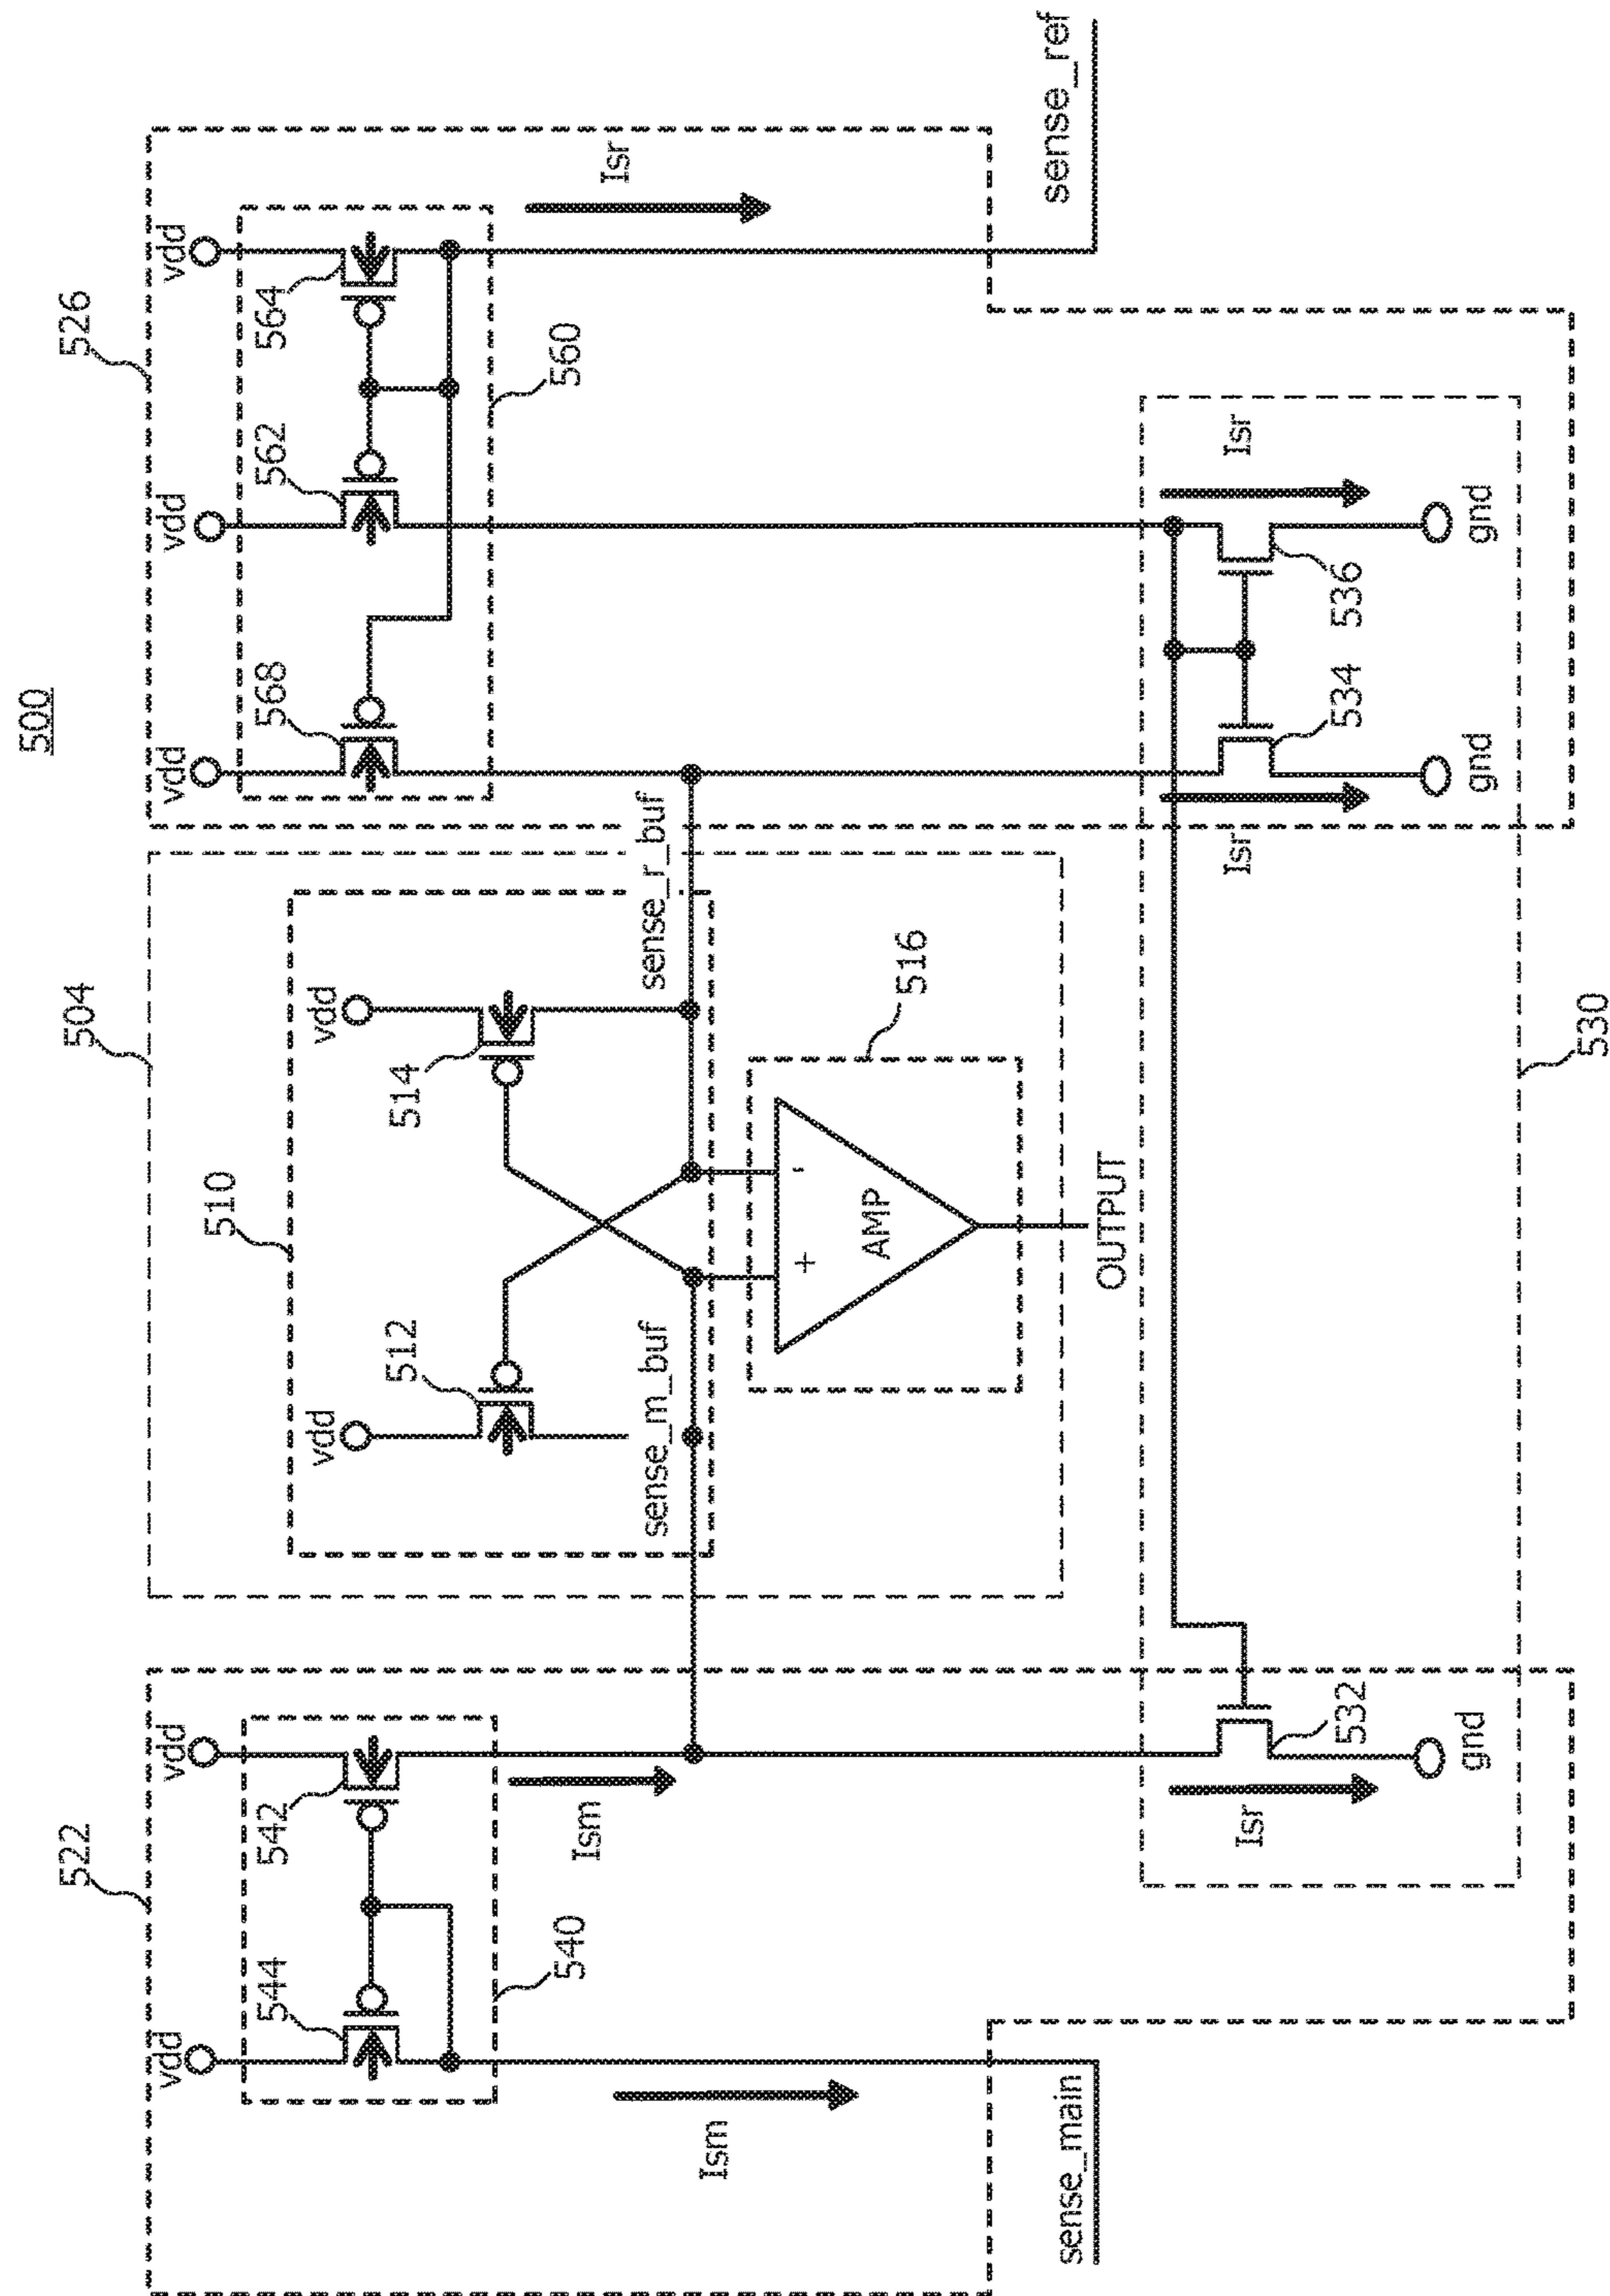 500
522
504
526
vdd
vdd
vdd
vdd
vdd
544
542
568
562
564
510
vdd
vdd
512
514
540
560
Ism
Ism
Isr
sense_m_buf
sense_r_buf
+
-
AMP
516
sense_main
OUTPUT
sense_ref
Isr
Isr
Isr
532
534
536
gnd
gnd
gnd
530